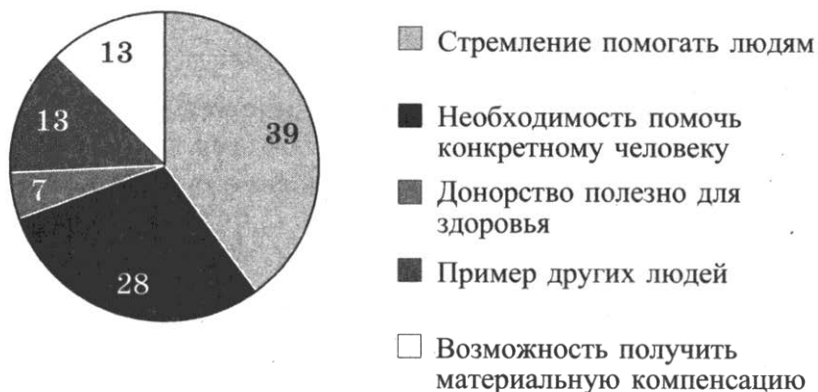 13
13
39
7
28
Стремление помогать людям
Необходимость помочь
конкретному человеку
Донорство полезно для
здоровья
Пример других людей
Возможность получить
материальную компенсацию